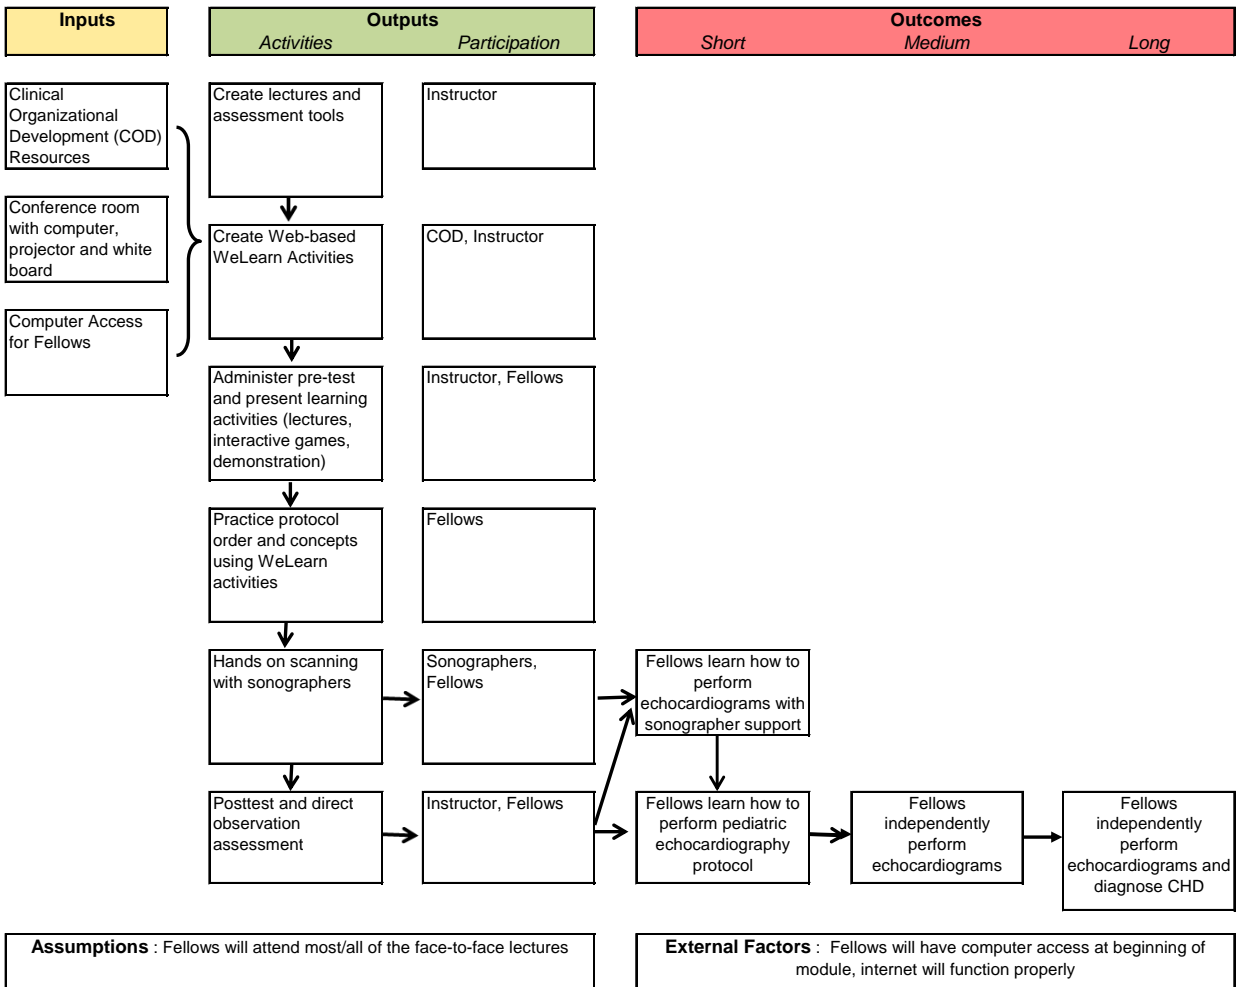 Inputs
Outputs
Activities
Participation
Outcomes
Short
Medium
Long
Clinical
Organizational
Development (COD)
Resources
Conference room
with computer,
projector and white
board
Computer Access
for Fellows
Create lectures and
assessment tools
Instructor
Create Web-based
WeLearn Activities
COD, Instructor
Administer pre-test
and present learning
activities (lectures,
interactive games,
demonstration)
Instructor, Fellows
Practice protocol
order and concepts
using WeLearn
activities
Fellows
Hands on scanning
with sonographers
Sonographers,
Fellows
Fellows learn how to
perform
echocardiograms with
sonographer support
Posttest and direct
observation
assessment
Instructor, Fellows
Fellows learn how to
perform pediatric
echocardiography
protocol
Fellows
independently
perform
echocardiograms
Fellows
independently
perform
echocardiograms and
diagnose CHD
Assumptions : Fellows will attend most/all of the face-to-face lectures
External Factors : Fellows will have computer access at beginning of
module, internet will function properly